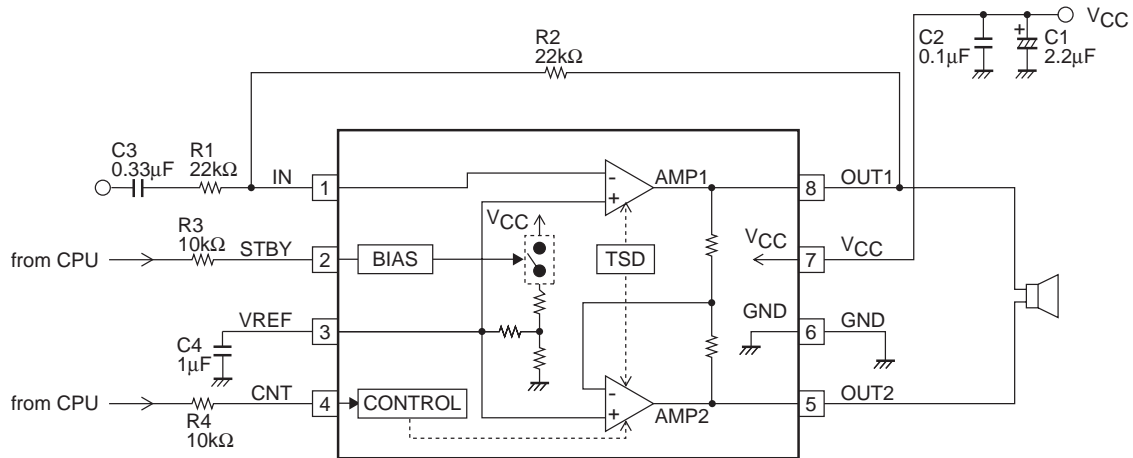 VCC
R2
22kΩ
C2
0.1µF
+
C1
2.2µF
C3
0.33µF
R1
22kΩ
IN
1
-
+
AMP1
8
OUT1
VCC
from CPU
R3
10kΩ
STBY
2
BIAS
TSD
VCC
7
VCC
VREF
3
C4
1µF
GND
6
GND
from CPU
R4
10kΩ
CNT
4
CONTROL
-
+
AMP2
5
OUT2